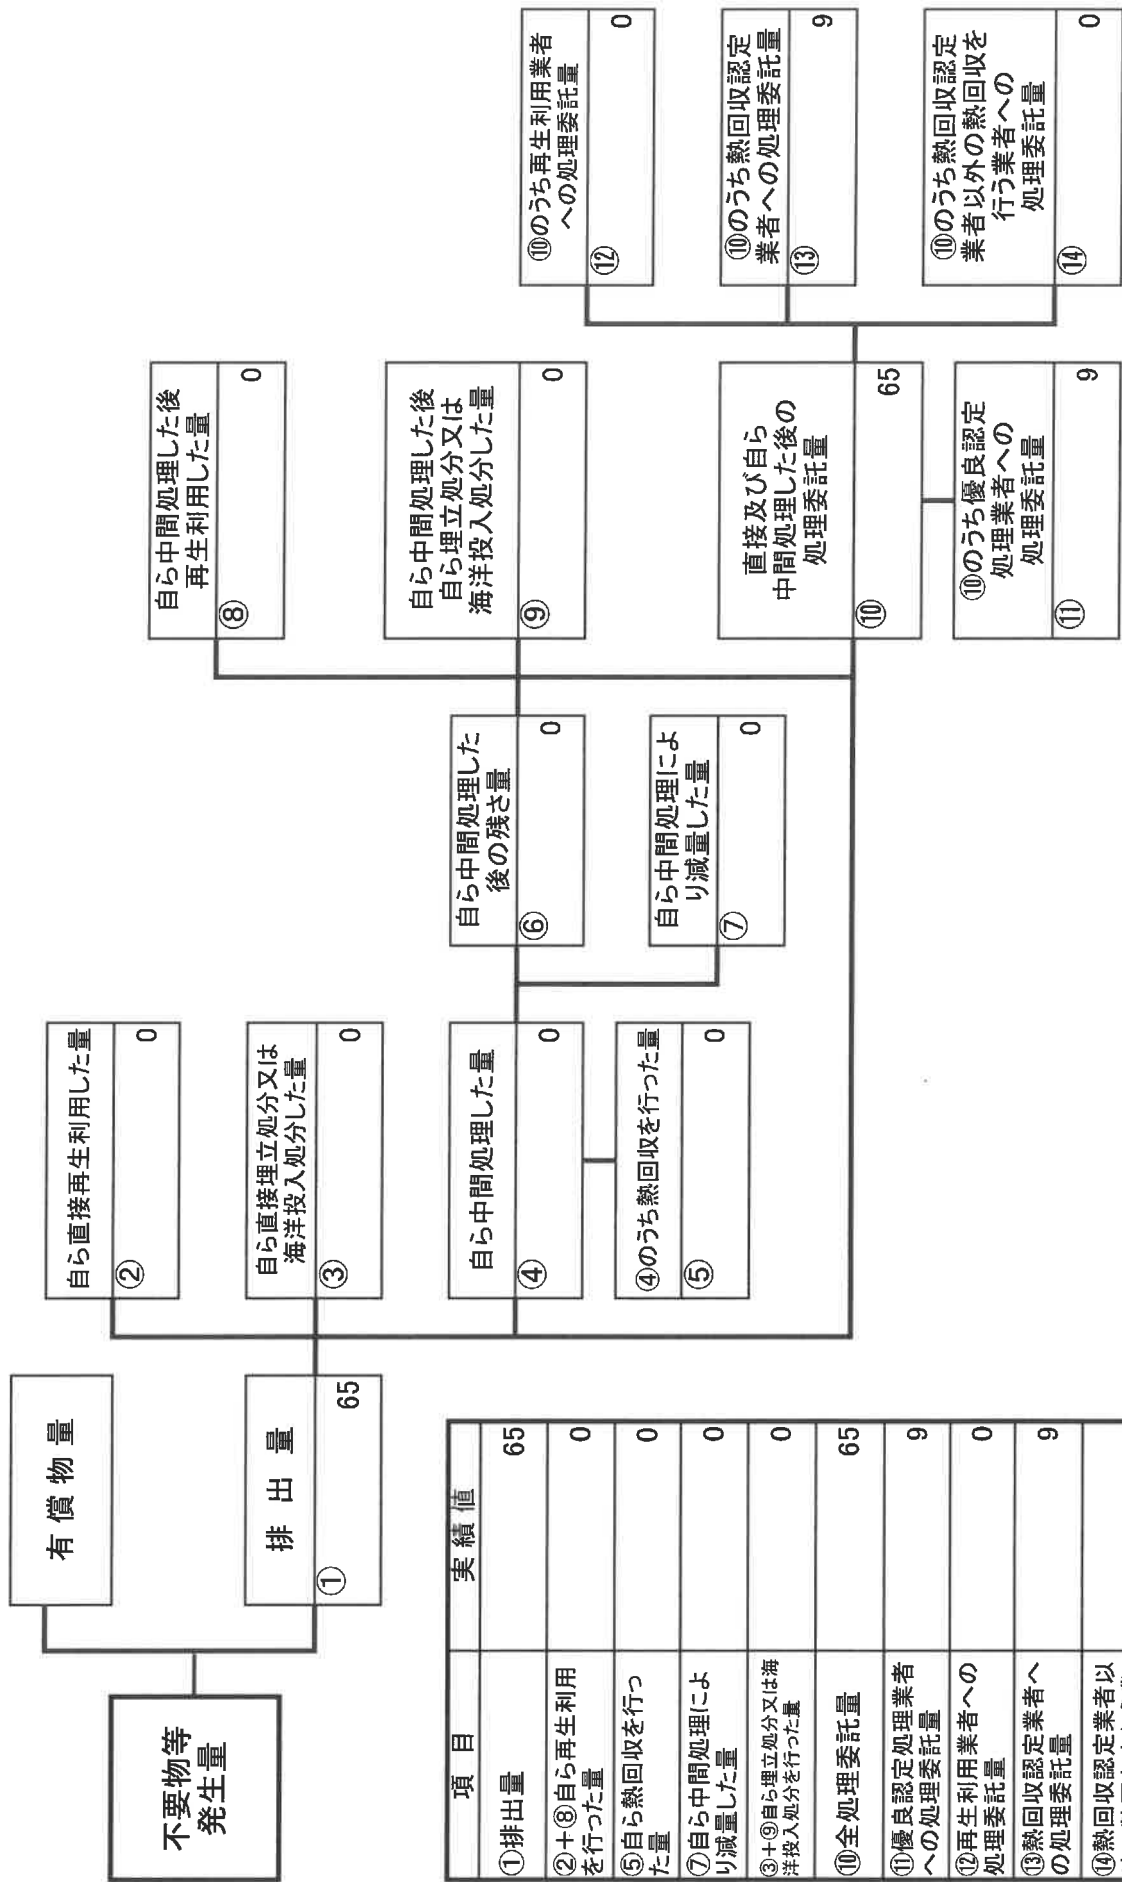 不要物等
発生量
有償物量
排出量
①
65
自ら直接再生利用した量
②
0
自ら直接埋立処分又は
海洋投入処分した量
③
0
自ら中間処理した量
④
0
④のうち熱回収を行った量
⑤
0
自ら中間処理した
後の残さ量
⑥
0
自ら中間処理によ
り減量した量
⑦
0
自ら中間処理した後
再生利用した量
⑧
0
自ら中間処理した後
自ら埋立処分又は
海洋投入処分した量
⑨
0
直接及び自ら
中間処理した後の
処理委託量
⑩
65
⑩のうち優良認定
処理業者への
処理委託量
⑪
9
⑩のうち再生利用業者
への処理委託量
⑫
0
⑩のうち熱回収認定
業者への処理委託量
⑬
9
⑩のうち熱回収認定
業者以外の熱回収を
行う業者への
処理委託量
⑭
0
項目 実績値
①排出量 65
②+⑧自ら再生利用
を行った量 0
⑤自ら熱回収を行っ
た量 0
⑦自ら中間処理によ
り減量した量 0
③+⑨自ら埋立処分又は海
洋投入処分を行った量 0
⑩全処理委託量 65
⑪優良認定処理業者
への処理委託量 9
⑫再生利用業者への
処理委託量 0
⑬熱回収認定業者へ
の処理委託量 9
⑭熱回収認定業者以